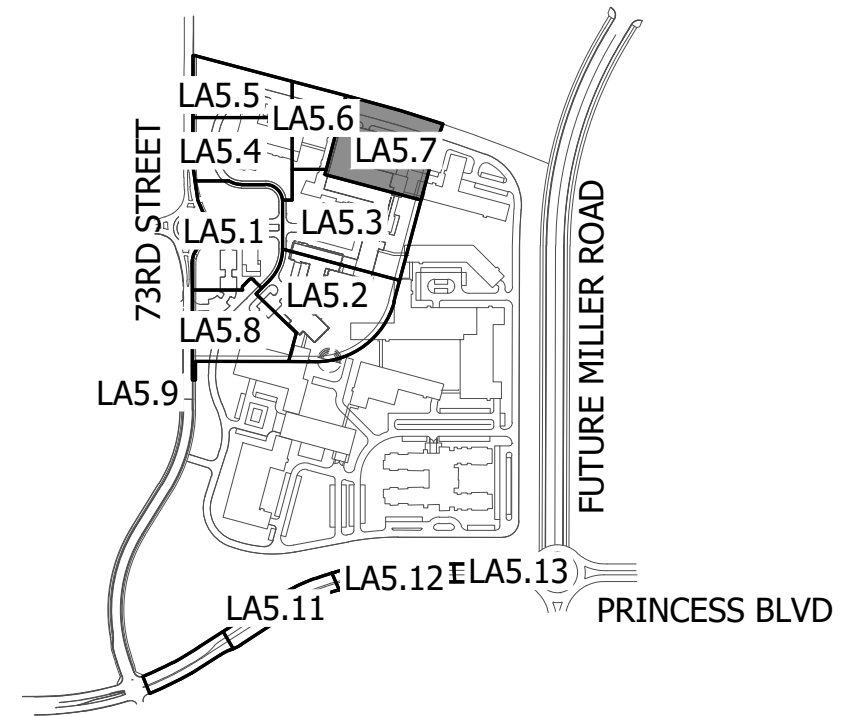 LA5.5
LA5.6
LA5.4
LA5.7
73RD STREET
LA5.1
LA5.3
LA5.2
LA5.8
LA5.9
FUTURE MILLER ROAD
LA5.12
LA5.13
LA5.11
PRINCESS BLVD